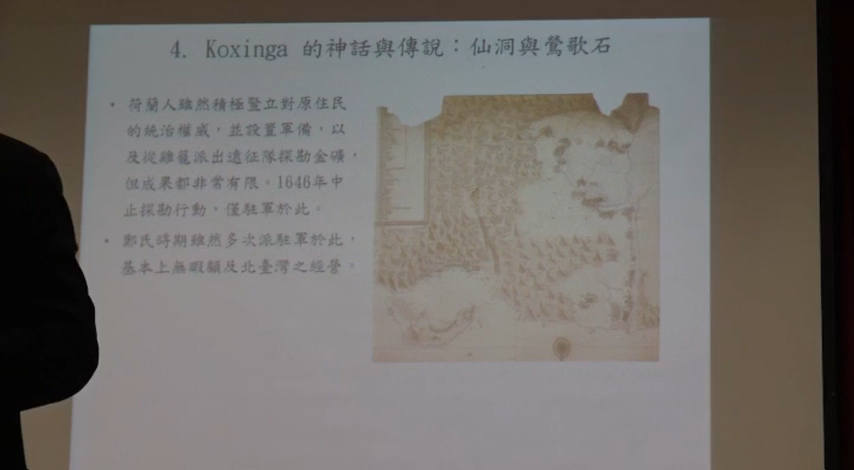 4. Koxinga 的神話與傳說：仙洞與鶯歌石
• 荷蘭人雖然積極豎立對原住民
的統治權威，並設置軍備，以
及從雞籠派出遠征隊探勘金礦，
但成果都非常有限。1646年中
止探勘行動，僅駐軍於此。
• 鄭氏時期雖然多次派駐軍於此，
基本上無暇顧及北臺灣之經營。